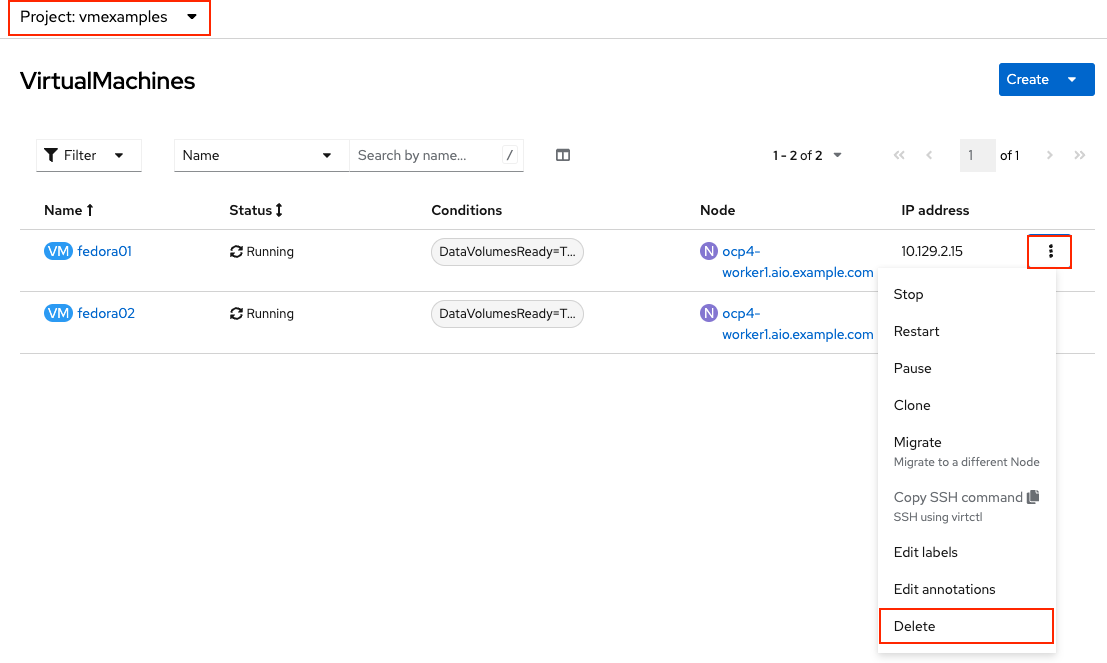 Project: vmexamples
VirtualMachines
Create
Filter
Name
Search by name...
/
1 - 2 of 2
1 of 1
Name Status Conditions Node IP address
VM fedora01 Running DataVolumesReady=T... N ocp4-
worker1.aio.example.com
10.129.2.15
VM fedora02 Running DataVolumesReady=T... N ocp4-
worker1.aio.example.com
Stop
Restart
Pause
Clone
Migrate
Migrate to a different Node
Copy SSH command
SSH using virtctl
Edit labels
Edit annotations
Delete